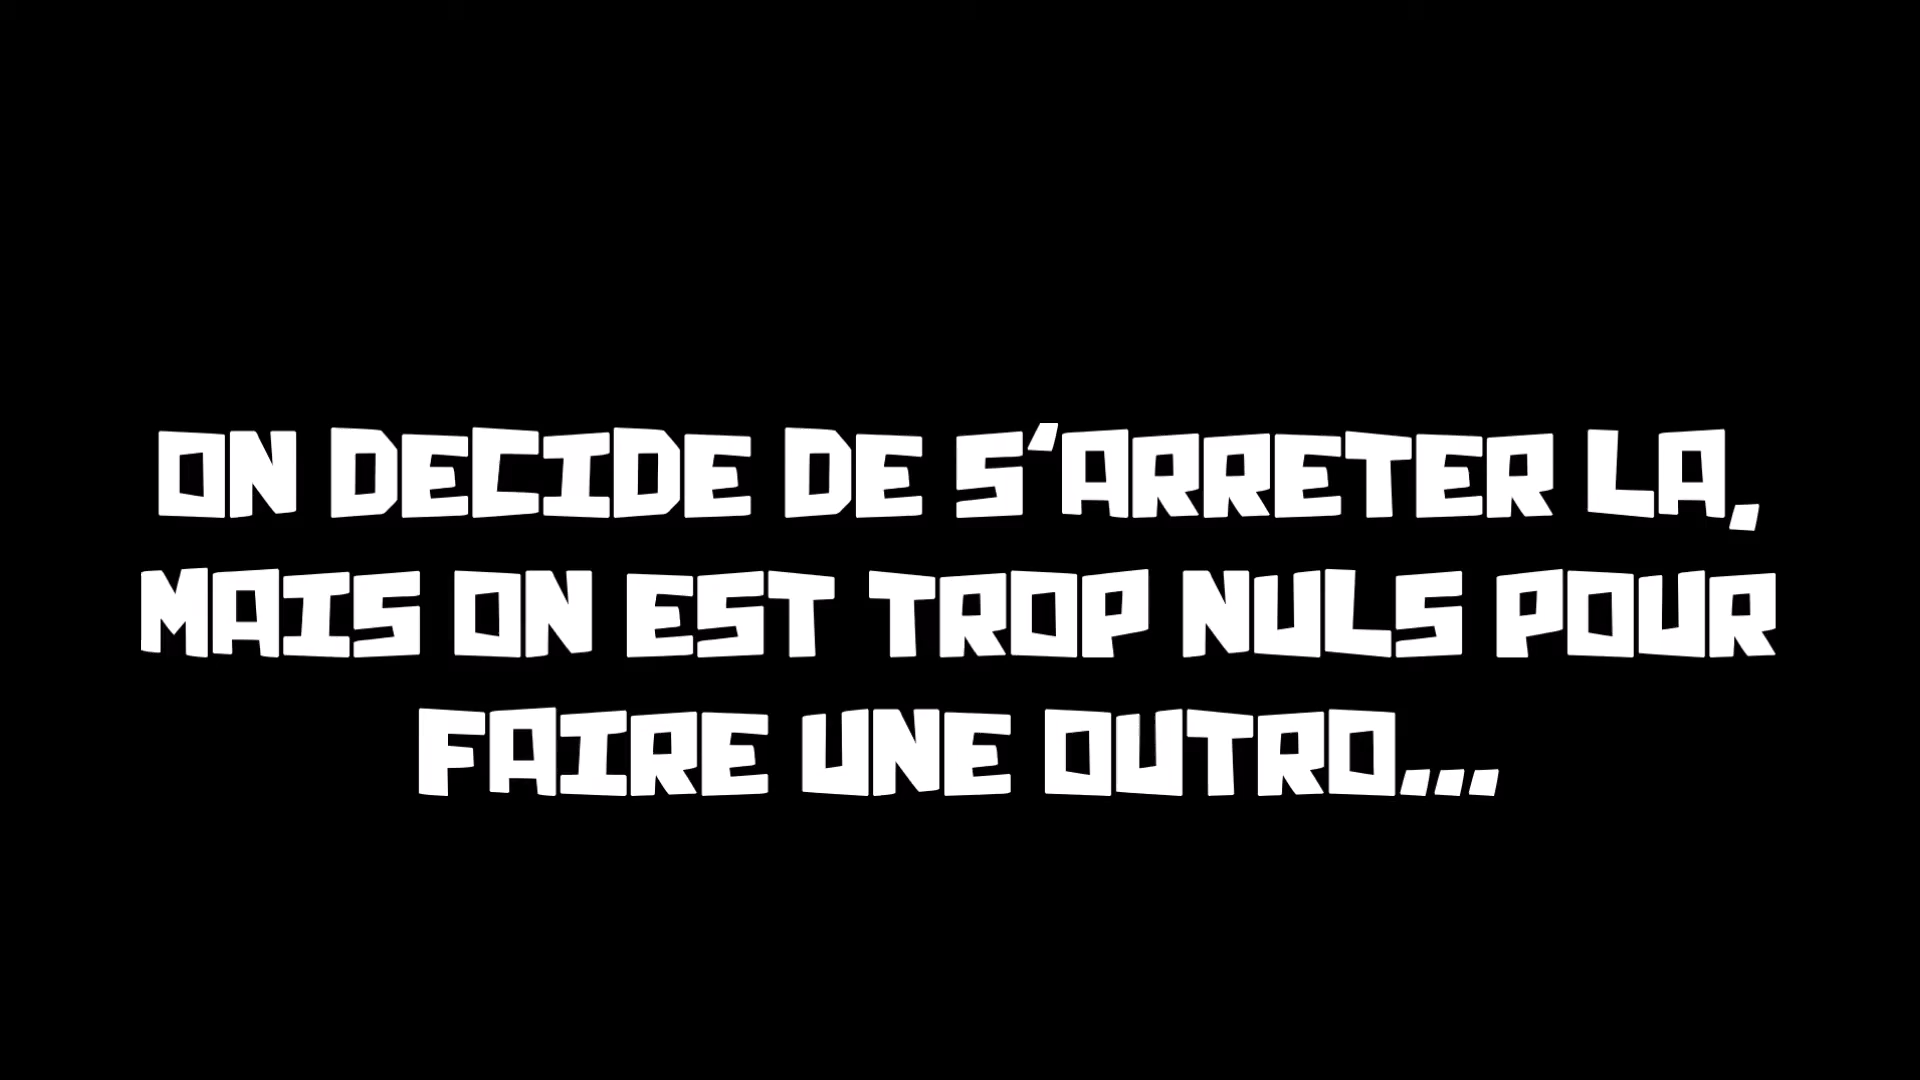 ON DECIDE DE S'ARRETER LA,
MAIS ON EST TROP NULS POUR
FAIRE UNE OUTRO...